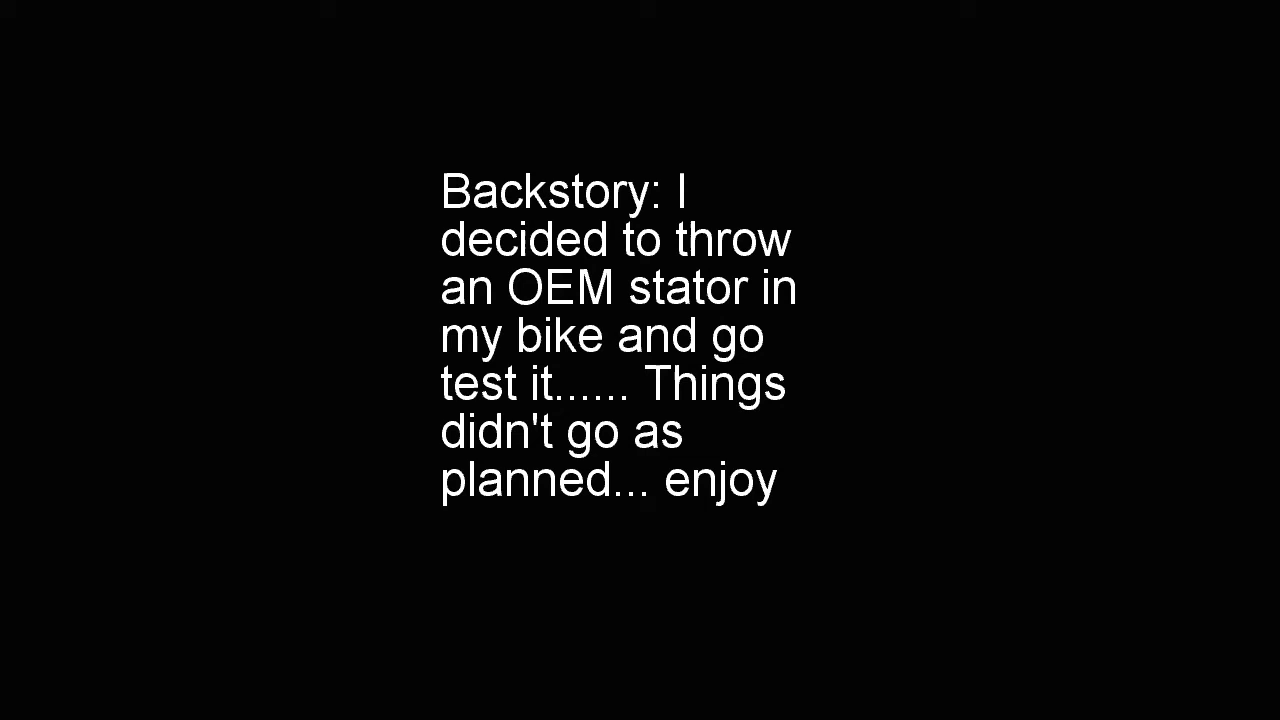 Backstory: I
decided to throw
an OEM stator in
my bike and go
test it...... Things
didn't go as
planned... enjoy